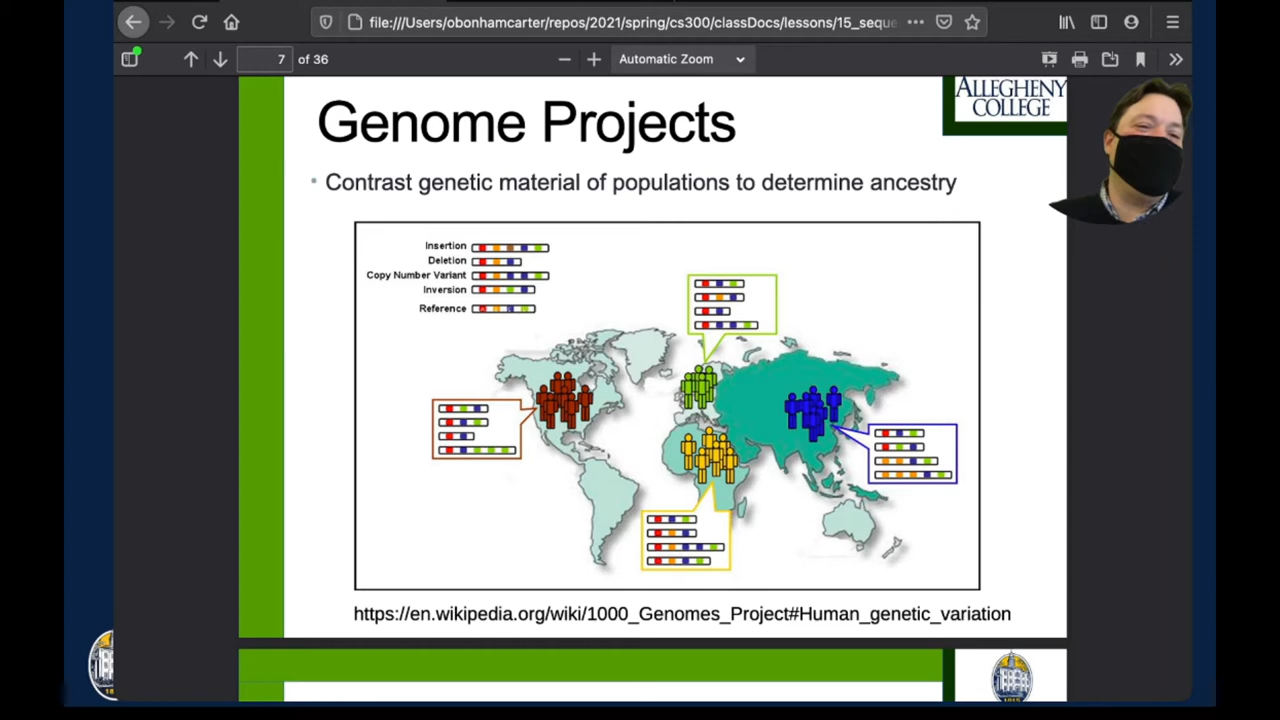 file:///Users/obonhamcarter/repos/2021/spring/cs300/classDocs/lessons/15_seque
7 of 36
Automatic Zoom
ALLEGHENY
COLLEGE
Genome Projects
• Contrast genetic material of populations to determine ancestry
Insertion
Deletion
Copy Number Variant
Inversion
Reference
https://en.wikipedia.org/wiki/1000_Genomes_Project#Human_genetic_variation